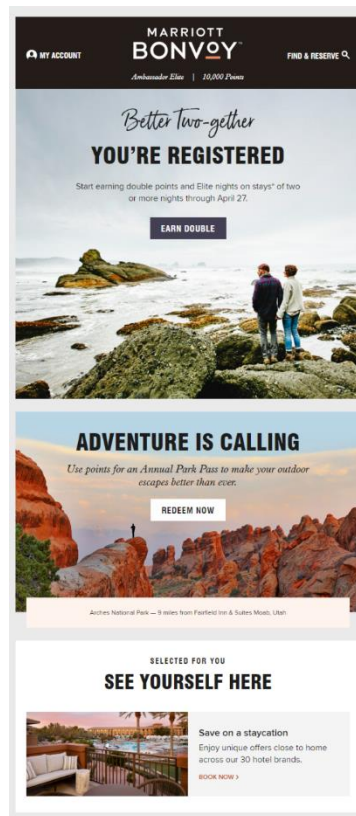 MARRIOTT
BONVOY™
MY ACCOUNT
FIND & RESERVE
Ambassador Elite | 10,000 Points
Better Two-gether
YOU'RE REGISTERED
Start earning double points and Elite nights on stays* of two
or more nights through April 27.
EARN DOUBLE
ADVENTURE IS CALLING
Use points for an Annual Park Pass to make your outdoor
escapes better than ever.
REDEEM NOW
Arches National Park — 9 miles from Fairfield Inn & Suites Moab, Utah
SELECTED FOR YOU
SEE YOURSELF HERE
Save on a staycation
Enjoy unique offers close to home
across our 30 hotel brands.
BOOK NOW >